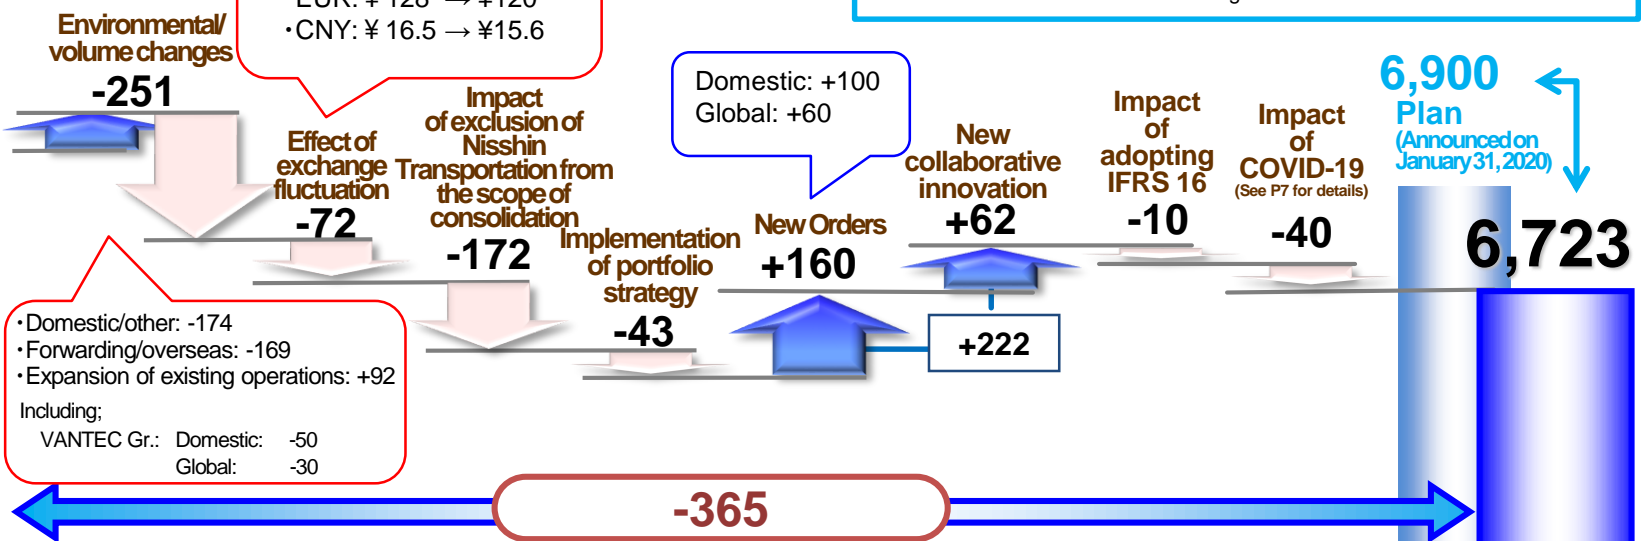 EUR: ¥ 128 → ¥120
・CNY: ¥ 16.5 → ¥15.6
Environmental/
volume changes
-251
Effect of
exchange
fluctuation
-72
Impact
of exclusion of
Nisshin
Transportation from
the scope of
consolidation
-172
Implementation
of portfolio
strategy
-43
Domestic: +100
Global: +60
New Orders
+160
New
collaborative
innovation
+62
+222
Impact
of
adopting
IFRS 16
-10
Impact
of
COVID-19
(See P7 for details)
-40
6,900
Plan
(Announced on
January 31, 2020)
6,723
・Domestic/other: -174
・Forwarding/overseas: -169
・Expansion of existing operations: +92
Including;
VANTEC Gr.: Domestic: -50
Global: -30
-365